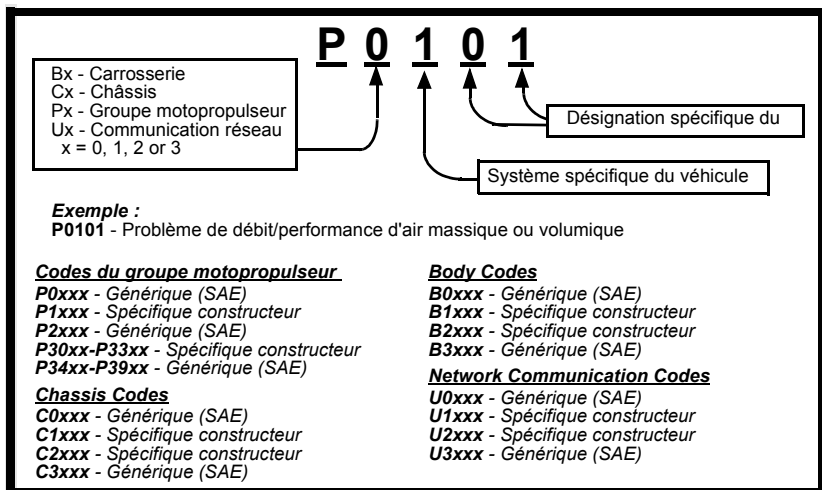 P 0 1 0 1
Bx - Carrosserie
Cx - Châssis
Px - Groupe motopropulseur
Ux - Communication réseau
x = 0, 1, 2 or 3
Désignation spécifique du
Système spécifique du véhicule
Exemple :
P0101 - Problème de débit/performance d'air massique ou volumique
Codes du groupe motopropulseur
P0xxx - Générique (SAE)
P1xxx - Spécifique constructeur
P2xxx - Générique (SAE)
P30xx-P33xx - Spécifique constructeur
P34xx-P39xx - Générique (SAE)
Chassis Codes
C0xxx - Générique (SAE)
C1xxx - Spécifique constructeur
C2xxx - Spécifique constructeur
C3xxx - Générique (SAE)
Body Codes
B0xxx - Générique (SAE)
B1xxx - Spécifique constructeur
B2xxx - Spécifique constructeur
B3xxx - Générique (SAE)
Network Communication Codes
U0xxx - Générique (SAE)
U1xxx - Spécifique constructeur
U2xxx - Spécifique constructeur
U3xxx - Générique (SAE)